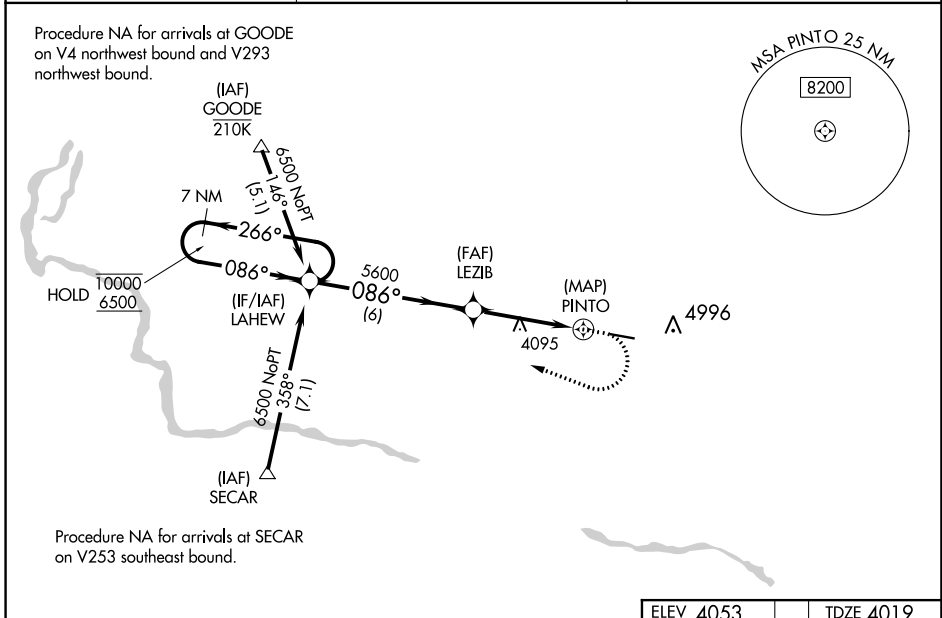 Procedure NA for arrivals at GOODE
on V4 northwest bound and V293
northwest bound.
MSA PINTO 25 NM
8200
(IAF)
GOODE
210K
6500 NoPT
146°
(5.1)
7 NM
266°
086°
HOLD
10000
6500
(IF/IAF)
LAHEW
5600
086°
(6)
(FAF)
LEZIB
(MAP)
PINTO
4095
4996
6500 NoPT
358°
(7.1)
(IAF)
SECAR
Procedure NA for arrivals at SECAR
on V253 southeast bound.
ELEV 4053
TDZE 4019